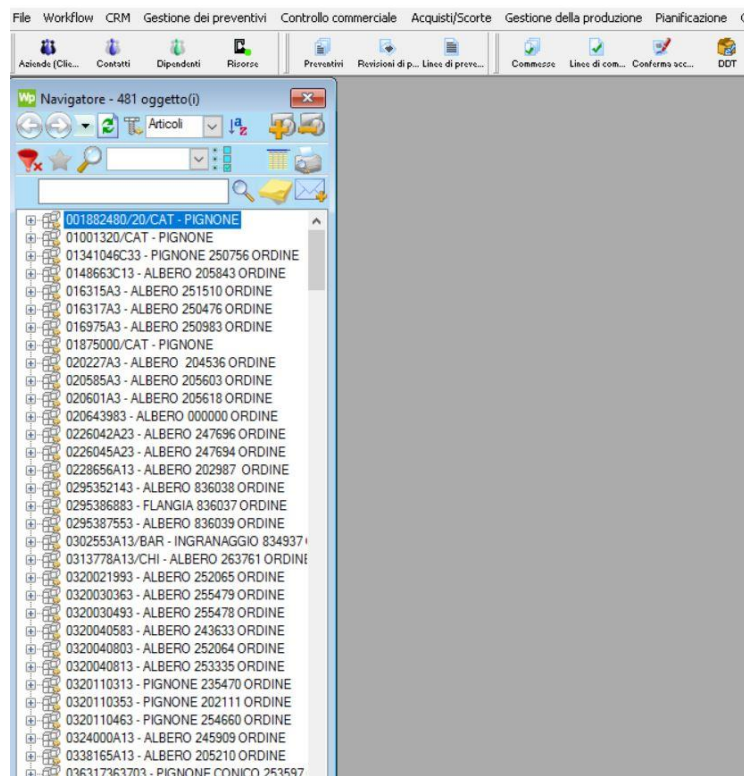 File Workflow CRM Gestione dei preventivi Controllo commerciale Acquisti/Scorte Gestione della produzione Pianificazione
Aziende (Clie... Contatti Dipendenti Risorse Preventivi Revisioni di p... Linee di preve... Commesse Linee di com... Conferma acc... DDT
Wp Navigatore - 481 oggetto(i)
Articoli
001882480/20/CAT - PIGNONE
01001320/CAT - PIGNONE
01341046C33 - PIGNONE 250756 ORDINE
0148663C13 - ALBERO 205843 ORDINE
016315A3 - ALBERO 251510 ORDINE
016317A3 - ALBERO 250476 ORDINE
016975A3 - ALBERO 250983 ORDINE
01875000/CAT - PIGNONE
020227A3 - ALBERO 204536 ORDINE
020585A3 - ALBERO 205603 ORDINE
020601A3 - ALBERO 205618 ORDINE
020643983 - ALBERO 000000 ORDINE
0226042A23 - ALBERO 247696 ORDINE
0226045A23 - ALBERO 247694 ORDINE
0228656A13 - ALBERO 202987 ORDINE
0295352143 - ALBERO 836038 ORDINE
0295386883 - FLANGIA 836037 ORDINE
0295387553 - ALBERO 836039 ORDINE
0302553A13/BAR - INGRANAGGIO 834937
0313778A13/CHI - ALBERO 263761 ORDINE
0320021993 - ALBERO 252065 ORDINE
0320030363 - ALBERO 255479 ORDINE
0320030493 - ALBERO 255478 ORDINE
0320040583 - ALBERO 243633 ORDINE
0320040803 - ALBERO 252064 ORDINE
0320040813 - ALBERO 253335 ORDINE
0320110313 - PIGNONE 235470 ORDINE
0320110353 - PIGNONE 202111 ORDINE
0320110463 - PIGNONE 254660 ORDINE
0324000A13 - ALBERO 245909 ORDINE
0338165A13 - ALBERO 205210 ORDINE
036317363703 - PIGNONE CONICO 253597